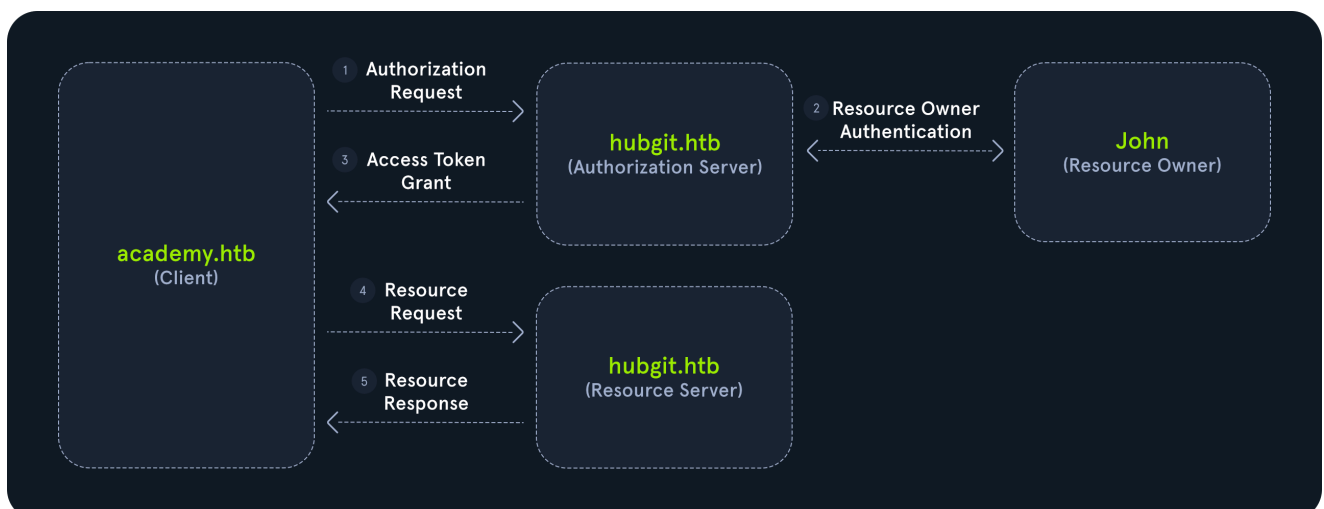 1 Authorization
Request
2 Resource Owner
Authentication
hubgit.htb
(Authorization Server)
John
(Resource Owner)
3 Access Token
Grant
academy.htb
(Client)
4 Resource
Request
hubgit.htb
(Resource Server)
5 Resource
Response